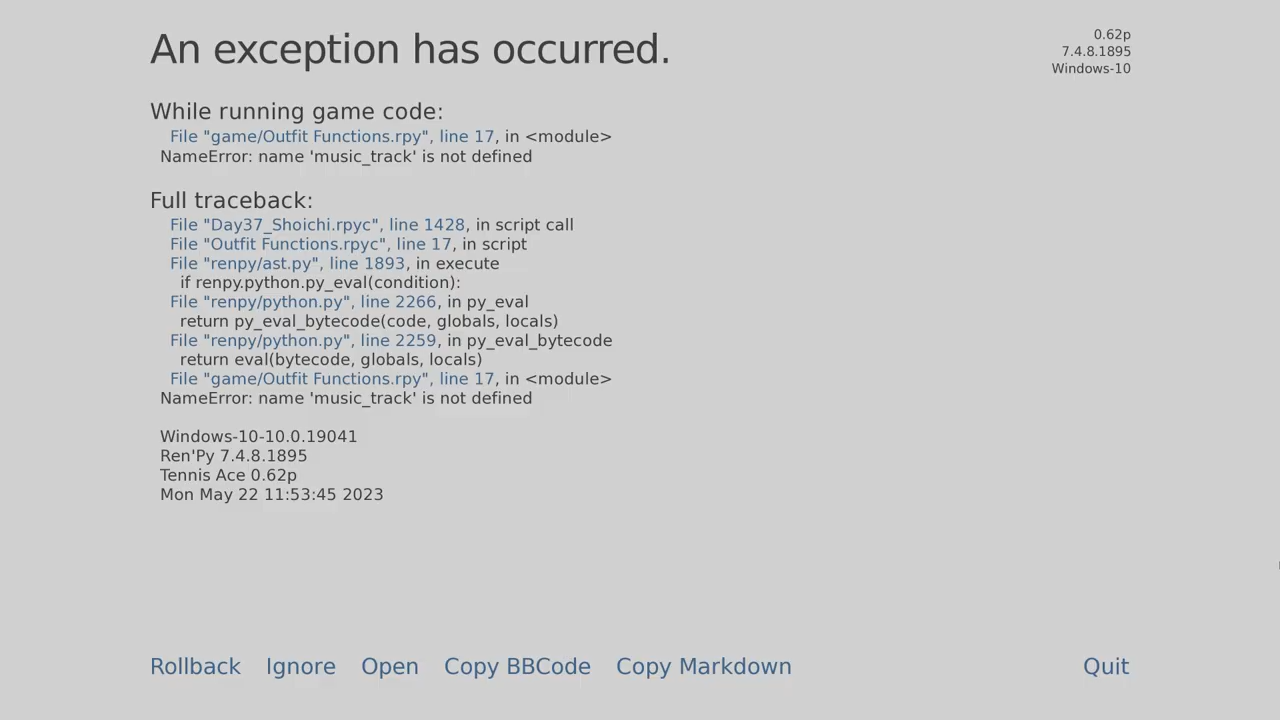 An exception has occurred.
0.62p
7.4.8.1895
Windows-10
While running game code:
File "game/Outfit Functions.rpy", line 17, in <module>
NameError: name 'music_track' is not defined
Full traceback:
File "Day37_Shoichi.rpyc", line 1428, in script call
File "Outfit Functions.rpyc", line 17, in script
File "renpy/ast.py", line 1893, in execute
if renpy.python.py_eval(condition):
File "renpy/python.py", line 2266, in py_eval
return py_eval_bytecode(code, globals, locals)
File "renpy/python.py", line 2259, in py_eval_bytecode
return eval(bytecode, globals, locals)
File "game/Outfit Functions.rpy", line 17, in <module>
NameError: name 'music_track' is not defined
Windows-10-10.0.19041
Ren'Py 7.4.8.1895
Tennis Ace 0.62p
Mon May 22 11:53:45 2023
Rollback Ignore Open Copy BBCode Copy Markdown Quit